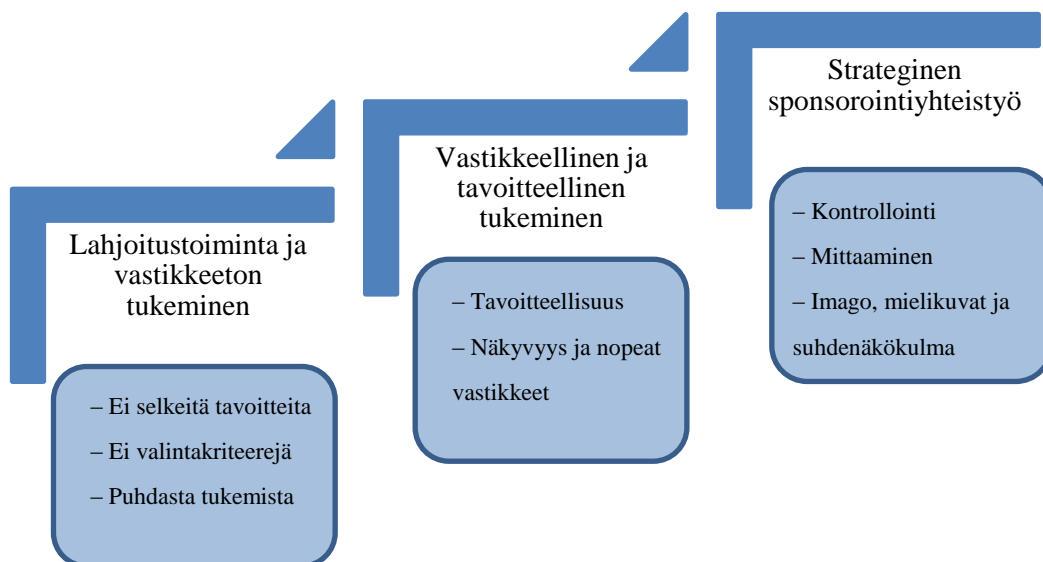 Lahjoitustoiminta ja
vastikkeeton
tukeminen
– Ei selkeitä tavoitteita
– Ei valintakriteerejä
– Puhdasta tukemista
Vastikkeellinen ja
tavoitteellinen
tukeminen
– Tavoitteellisuus
– Näkyvyys ja nopeat
vastikkeet
Strateginen
sponsorointiyhteistyö
– Kontrollointi
– Mittaaminen
– Imago, mielikuvat ja
suhdenäkökulma